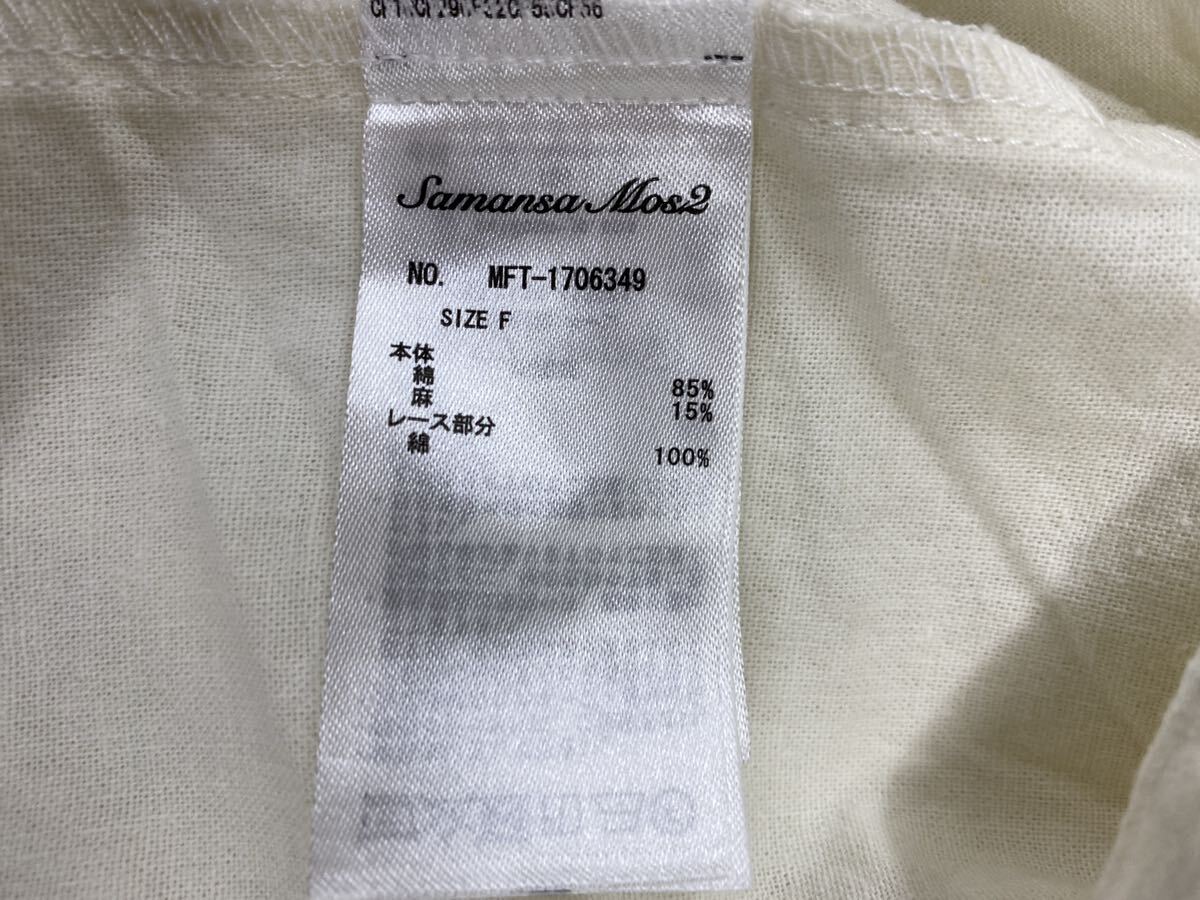 Samansa Mos2
NO. MFT-1706349
SIZE F
本体
綿 85%
麻 15%
レース部分
綿 100%